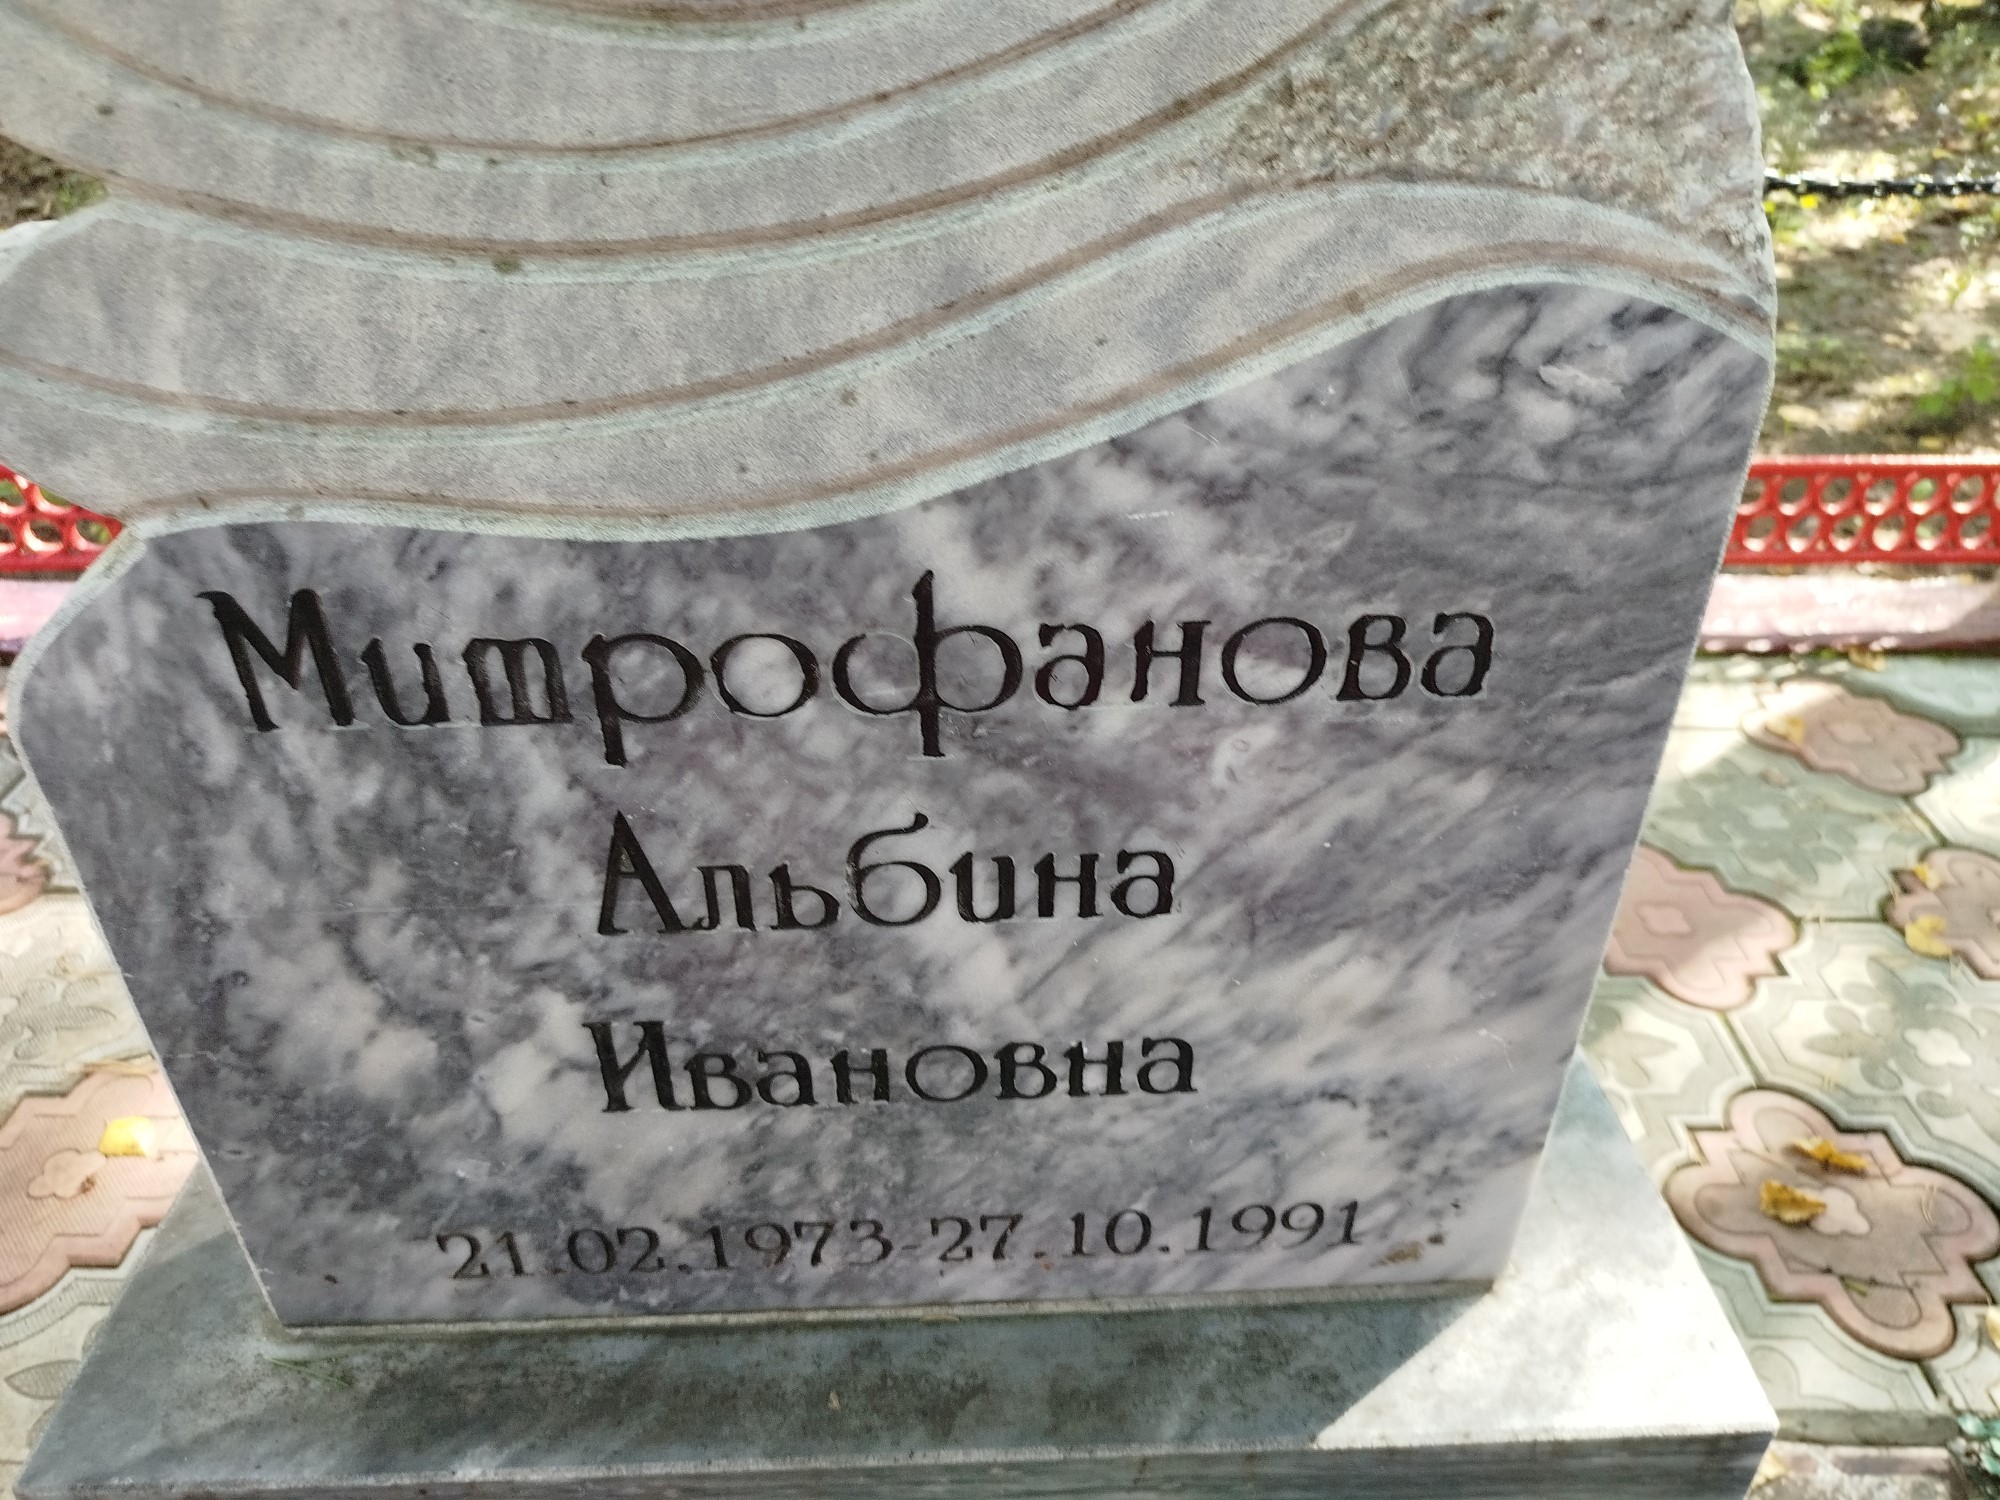 Митрофанова
Альбина
Ивановна
21.02.1973-27.10.1991